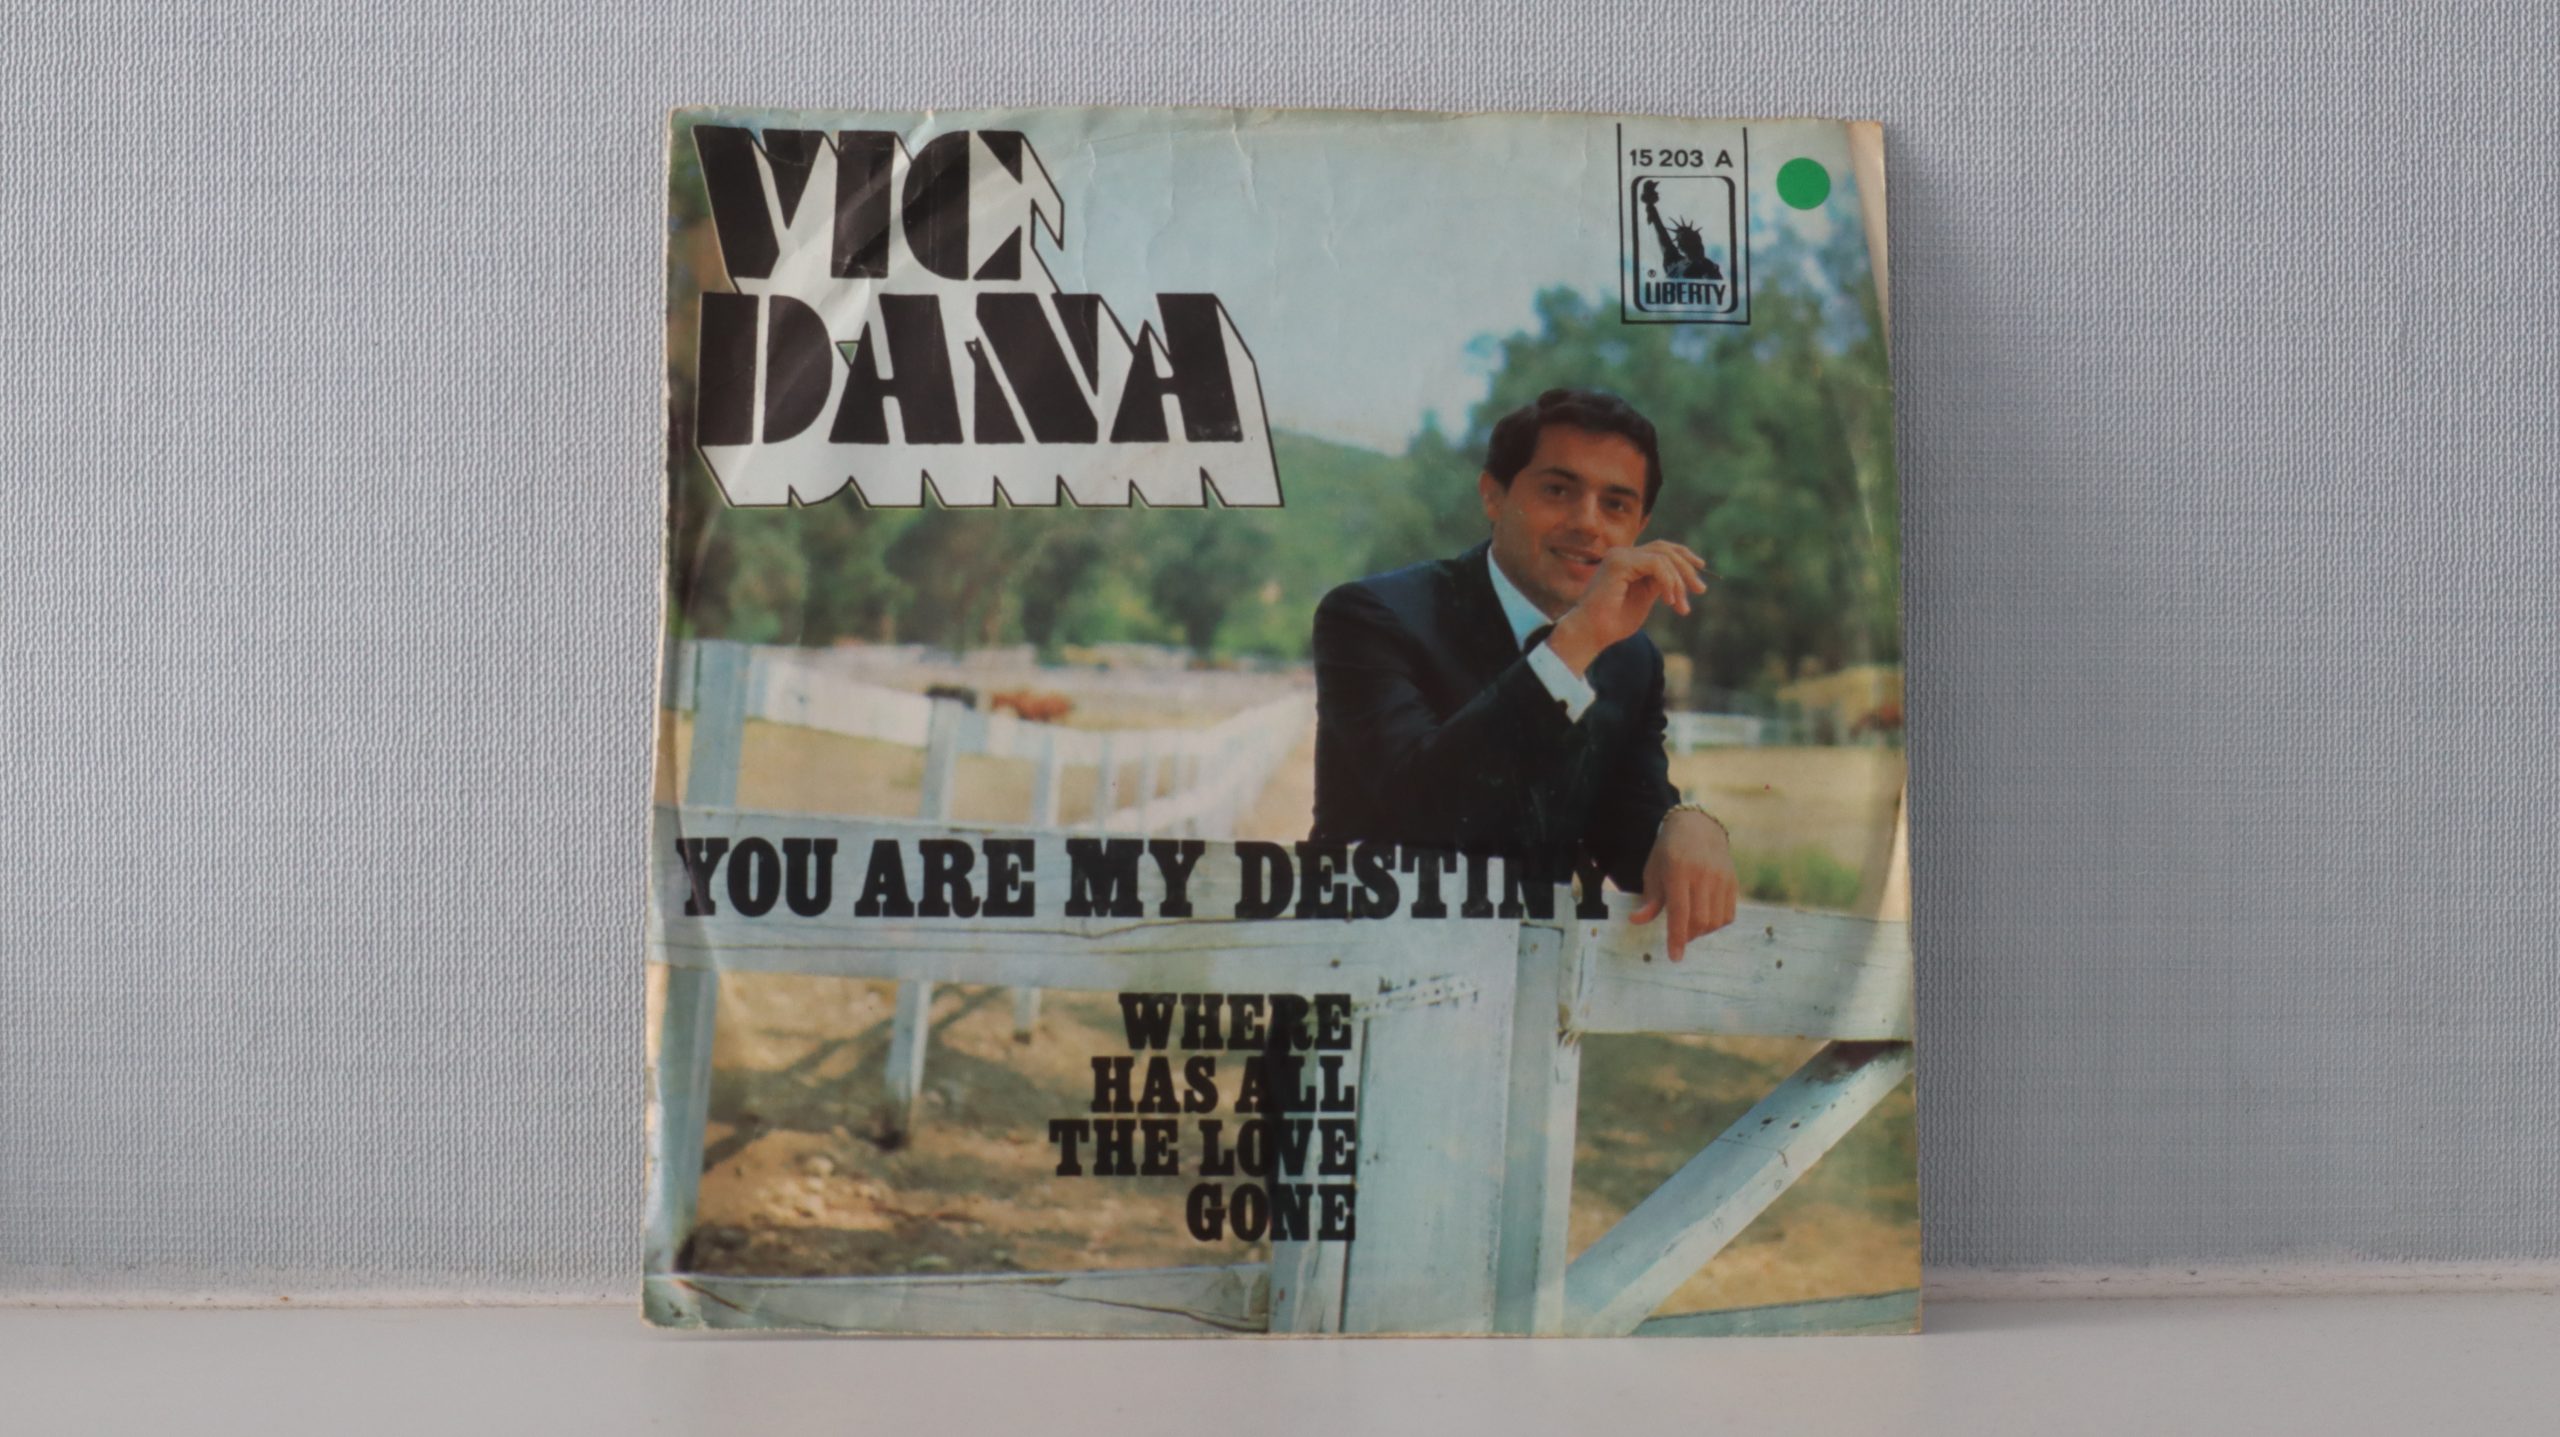 VIC
DANA
15 203 A
®
LIBERTY
YOU ARE MY DESTINY
WHERE
HAS ALL
THE LOVE
GONE